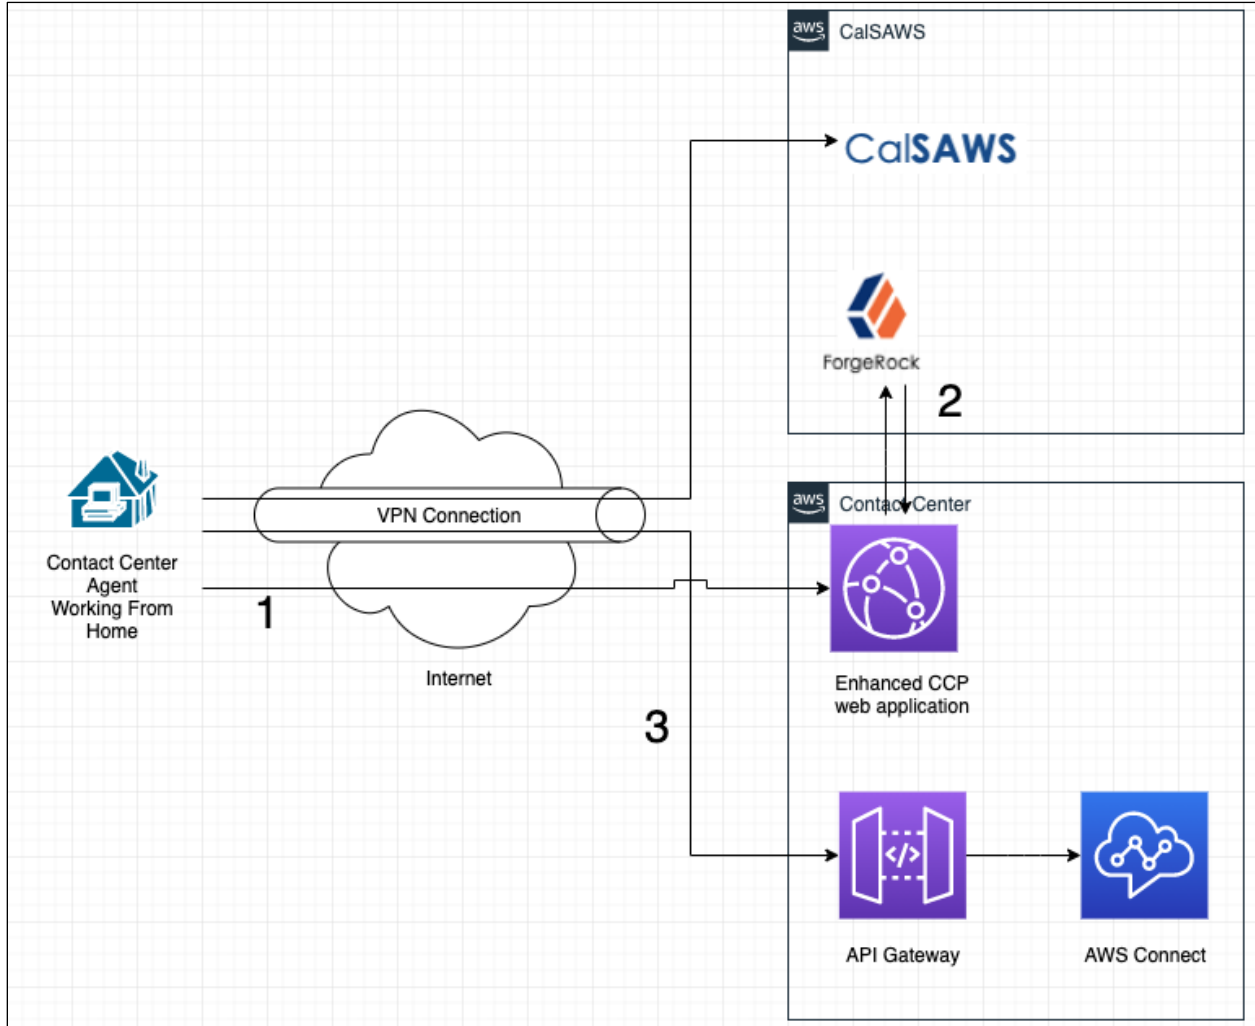 aws
CalSAWS
CalSAWS
ForgeRock
2
aws
Contact Center
VPN Connection
Contact Center
Agent
Working From
Home
1
Internet
Enhanced CCP
web application
3
</>
API Gateway
AWS Connect